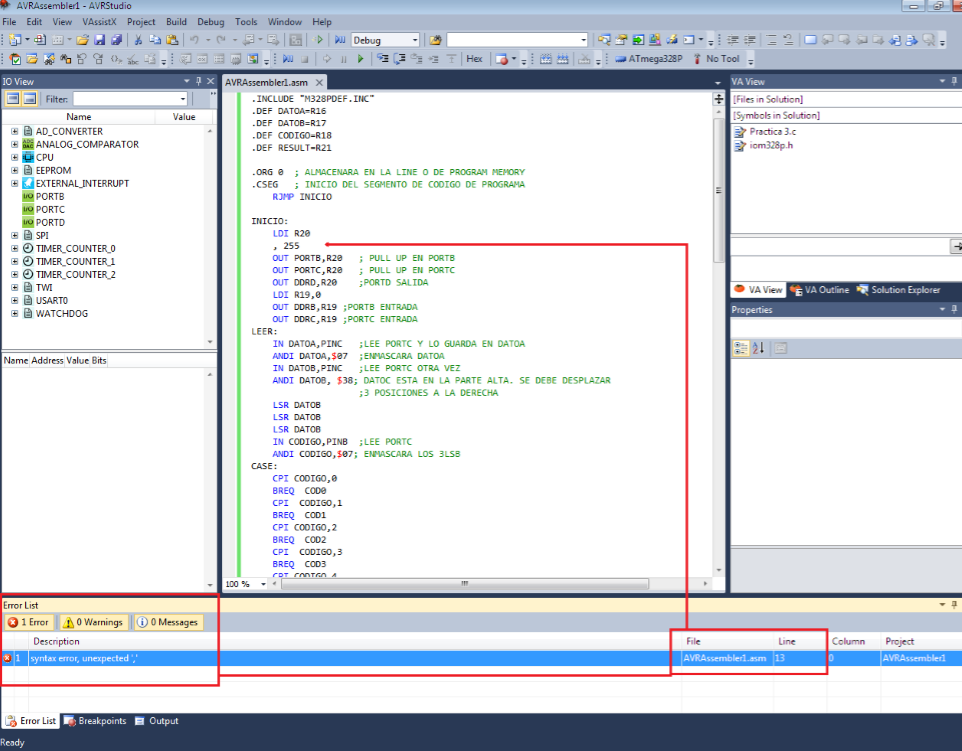 AVRAssembler1 - AVRStudio
File Edit View VAssistX Project Build Debug Tools Window Help
Debug
Hex ATmega328P No Tool
IO View
Filter:
Name Value
AD_CONVERTER
ANALOG_COMPARATOR
CPU
EEPROM
EXTERNAL_INTERRUPT
PORTB
PORTC
PORTD
SPI
TIMER_COUNTER_0
TIMER_COUNTER_1
TIMER_COUNTER_2
TWI
USART0
WATCHDOG
Name Address Value Bits
AVRAssembler1.asm
.INCLUDE "M328PDEF.INC"
.DEF DATOA=R16
.DEF DATOB=R17
.DEF CODIGO=R18
.DEF RESULT=R21
.ORG 0 ; ALMACENARA EN LA LINE O DE PROGRAM MEMORY
.CSEG ; INICIO DEL SEGMENTO DE CODIGO DE PROGRAMA
RJMP INICIO
INICIO:
LDI R20
, 255
OUT PORTB,R20 ; PULL UP EN PORTB
OUT PORTC,R20 ; PULL UP EN PORTC
OUT DDRD,R20 ;PORTD SALIDA
LDI R19,0
OUT DDRB,R19 ;PORTB ENTRADA
OUT DDRC,R19 ;PORTC ENTRADA
LEER:
IN DATOA,PINC ;LEE PORTC Y LO GUARDA EN DATOA
ANDI DATOA,$07 ;ENMASCARA DATOA
IN DATOB,PINC ;LEE PORTC OTRA VEZ
ANDI DATOB, $38; DATOC ESTA EN LA PARTE ALTA. SE DEBE DESPLAZAR
;3 POSICIONES A LA DERECHA
LSR DATOB
LSR DATOB
LSR DATOB
IN CODIGO,PINB ;LEE PORTC
ANDI CODIGO,$07; ENMASCARA LOS 3LSB
CASE:
CPI CODIGO,0
BREQ COD0
CPI CODIGO,1
BREQ COD1
CPI CODIGO,2
BREQ COD2
CPI CODIGO,3
BREQ COD3
CPI CODIGO,4
100 %
VA View
[Files in Solution]
[Symbols in Solution]
Practica 3.c
iom328p.h
VA View VA Outline Solution Explorer
Properties
Error List
1 Error 0 Warnings 0 Messages
Description File Line Column Project
1 syntax error, unexpected ',' AVRAssembler1.asm 13 0 AVRAssembler1
Error List Breakpoints Output
Ready